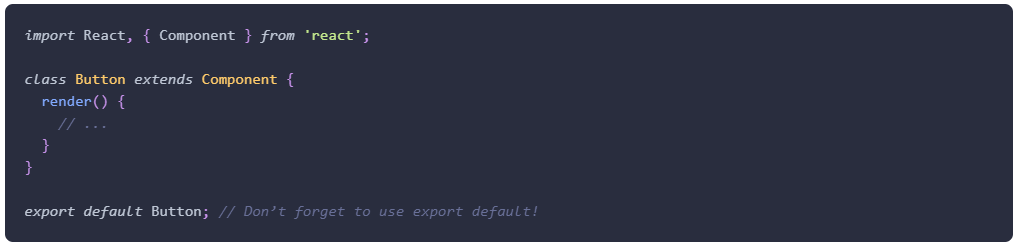 import React, { Component } from 'react';
class Button extends Component {
render() {
// ...
}
}
export default Button; // Don’t forget to use export default!